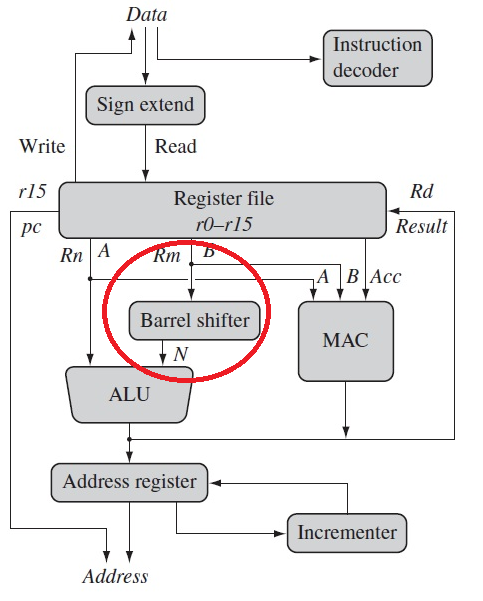 Data
Instruction
decoder
Sign extend
Write
Read
r15
Register file
r0–r15
Rd
pc
Result
Rn
A
Rm
B
A
B
Acc
Barrel shifter
MAC
N
ALU
Address register
Incrementer
Address